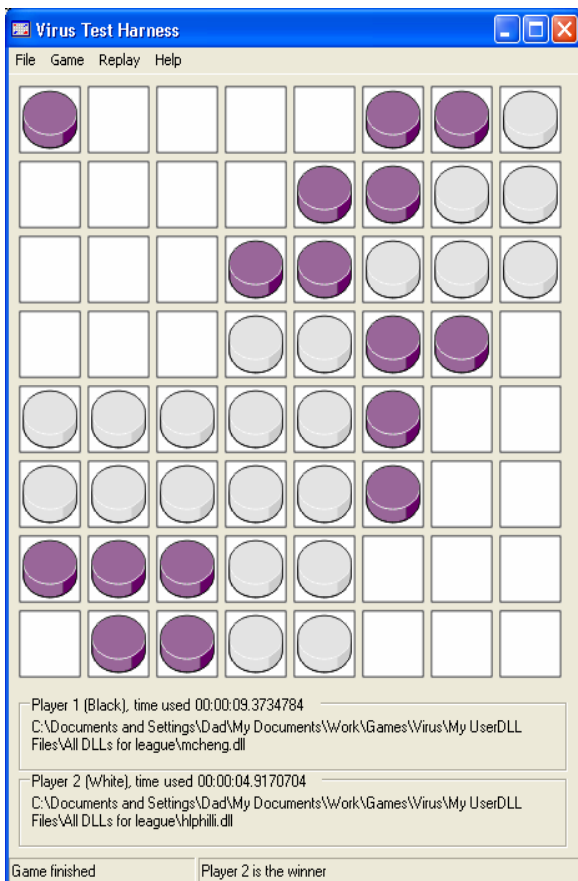 Virus Test Harness
File Game Replay Help
Player 1 (Black), time used 00:00:09.3734784
C:\Documents and Settings\Dad\My Documents\Work\Games\Virus\My UserDLL
Files\All DLLs for league\mcheng.dll
Player 2 (White), time used 00:00:04.9170704
C:\Documents and Settings\Dad\My Documents\Work\Games\Virus\My UserDLL
Files\All DLLs for league\hlphilli.dll
Game finished
Player 2 is the winner